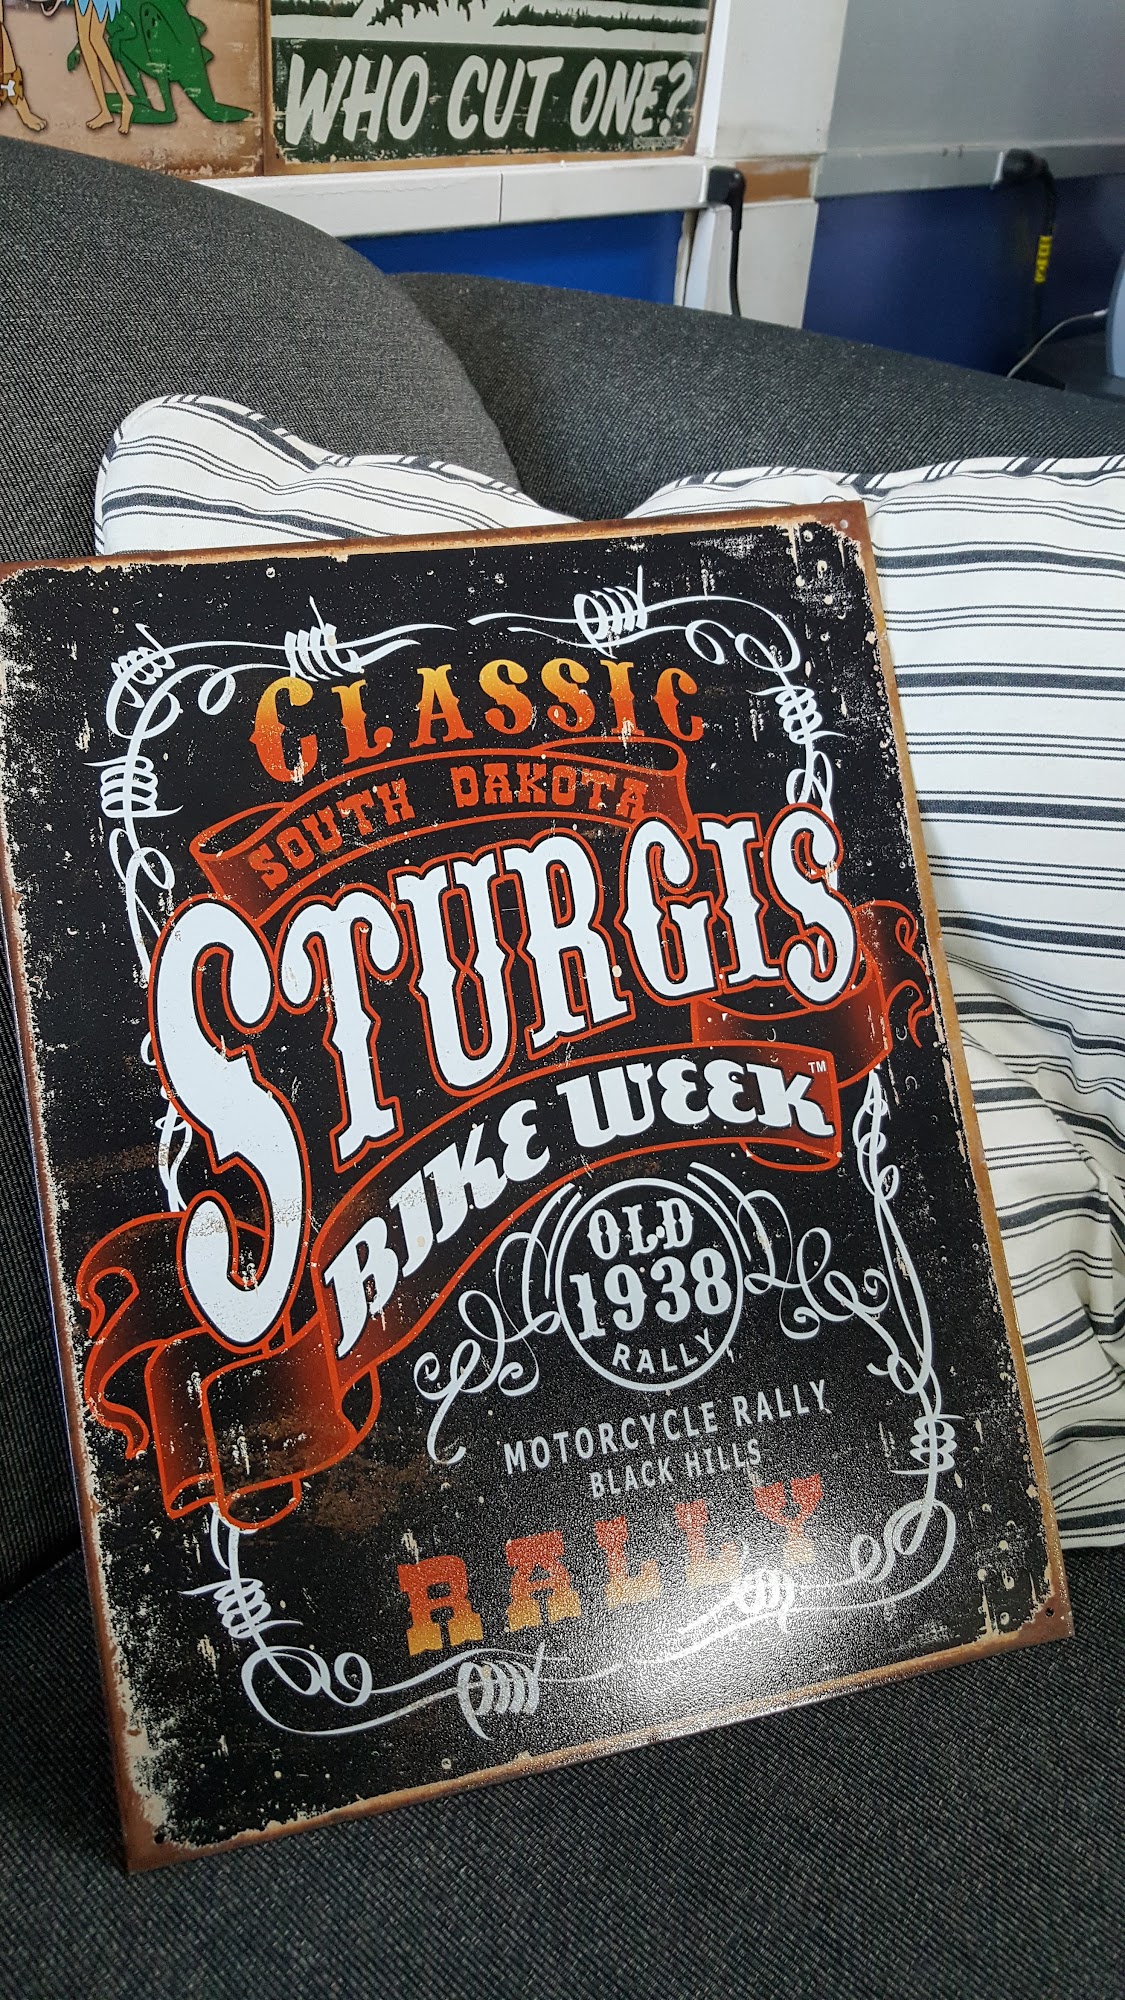 WHO CUT ONE?
CLASSIC
SOUTH DAKOTA
STURGIS
BIKE WEEK™
OLD
1938
RALLY
MOTORCYCLE RALLY
BLACK HILLS
RALLY